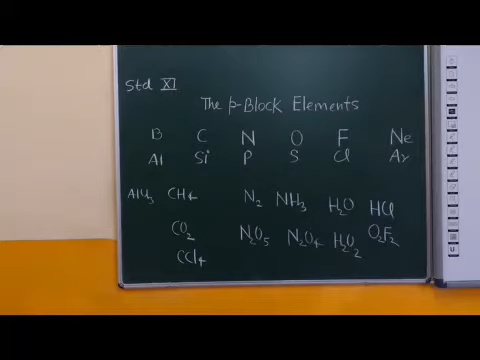 Std XI
The p-Block Elements
B C N O F Ne
Al Si P S Cl Ar
AlCl3 CH4 N2 NH3 H2O HCl
CO2 N2O5 N2O4 H2O2 O2F2
CCl4